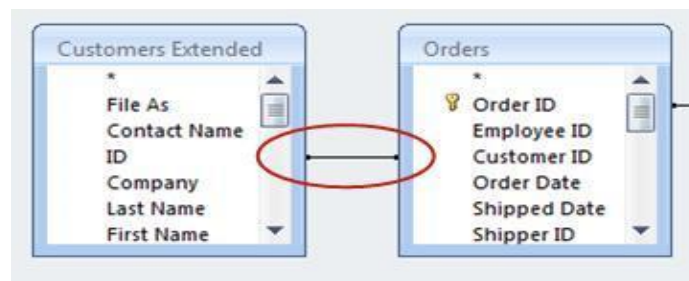 Customers Extended
*
File As
Contact Name
ID
Company
Last Name
First Name
Orders
*
Order ID
Employee ID
Customer ID
Order Date
Shipped Date
Shipper ID